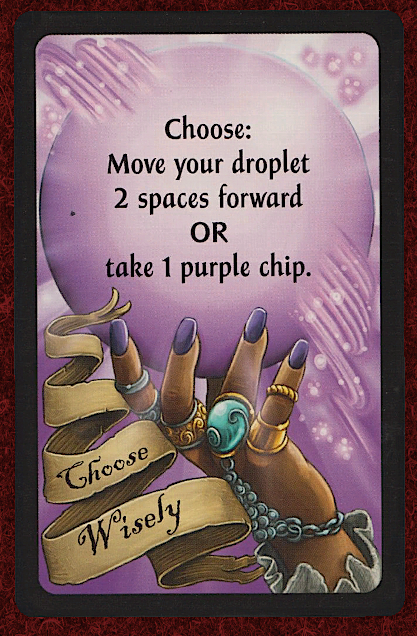 Choose:
Move your droplet
2 spaces forward
OR
take 1 purple chip.
Choose
Wisely